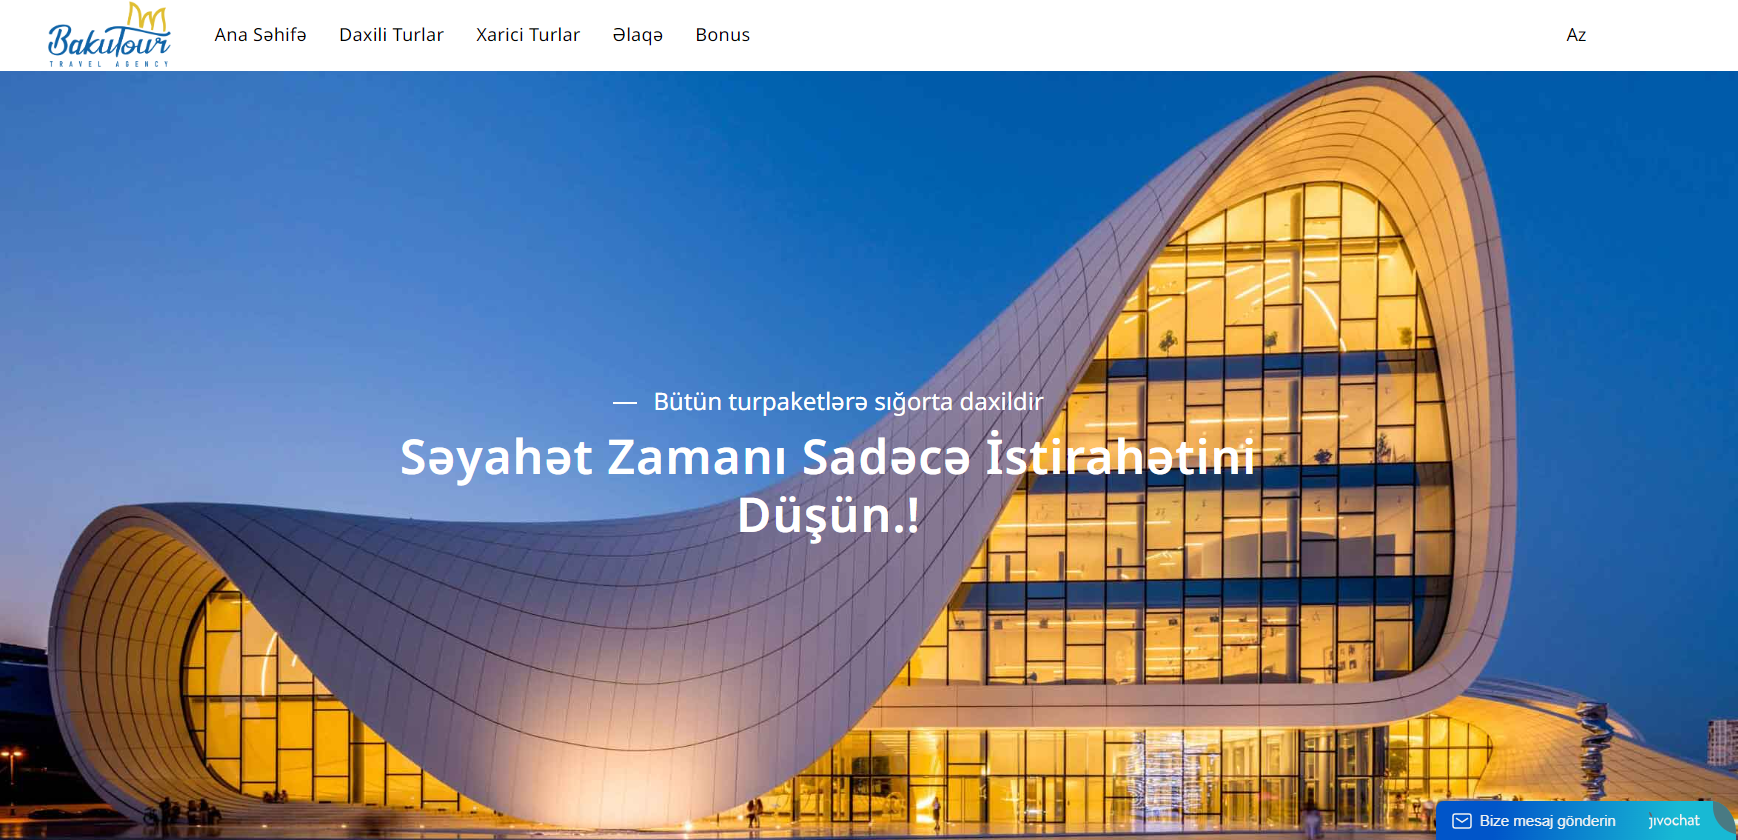 BakuTour
TRAVEL AGENCY
Ana Səhifə
Daxili Turlar
Xarici Turlar
Əlaqə
Bonus
Az
Bütün turpaketlərə sığorta daxildir
Səyahət Zamanı Sadəcə İstirahətini
Düşün.!
Bize mesaj gönderin
jivochat